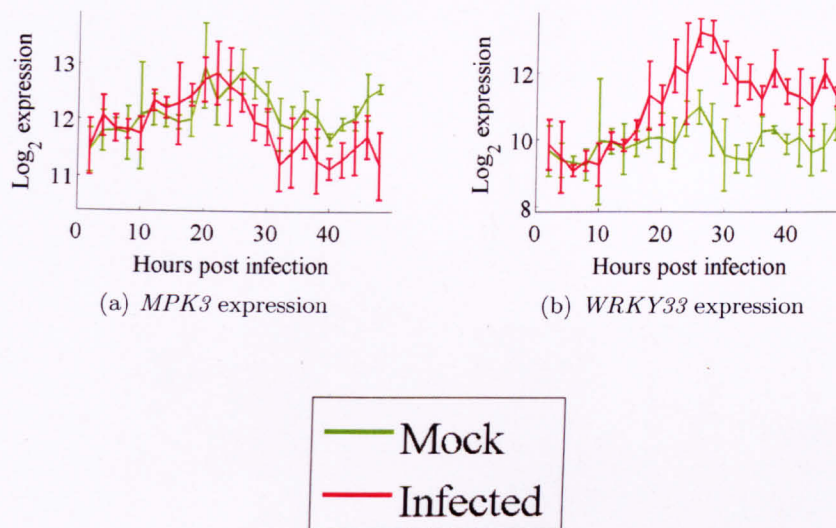 Log2 expression
13
12
11
0 10 20 30 40
Hours post infection
(a) MPK3 expression
Log2 expression
12
10
8
0 10 20 30 40
Hours post infection
(b) WRKY33 expression
Mock
Infected